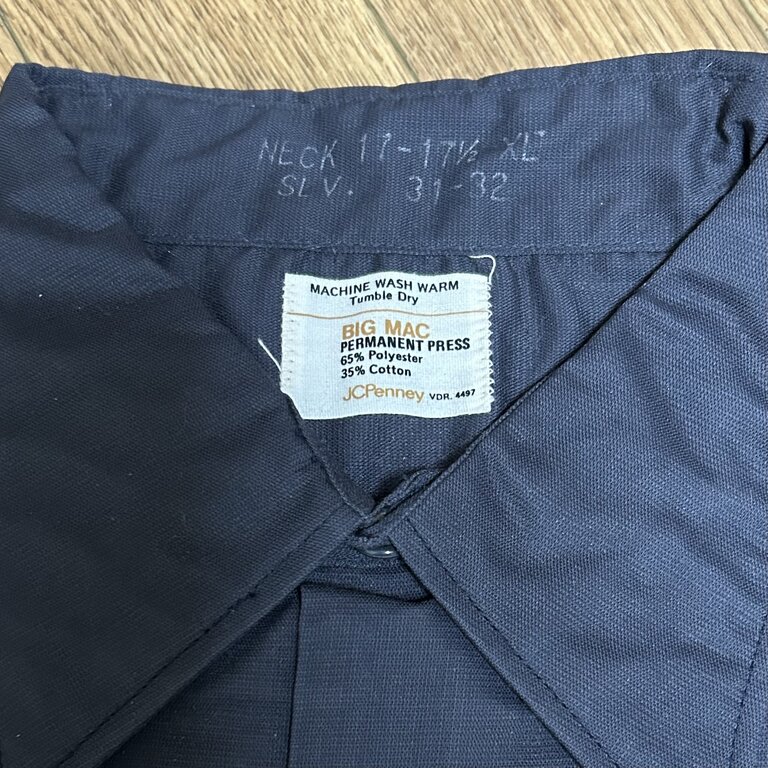 NECK 17-17½ XL
SLV. 31-32
MACHINE WASH WARM
Tumble Dry
BIG MAC
PERMANENT PRESS
65% Polyester
35% Cotton
JCPenney VDR. 4497